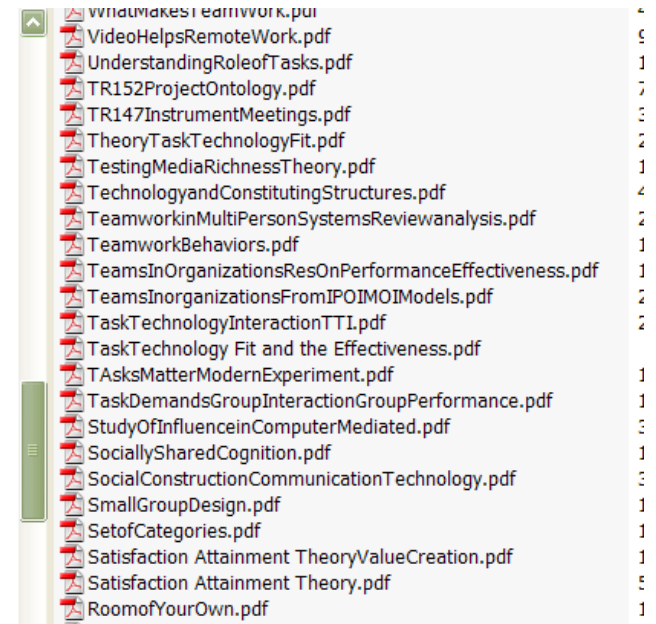 WhatMakesTeamWork.pdf
VideoHelpsRemoteWork.pdf
UnderstandingRoleofTasks.pdf
TR152ProjectOntology.pdf
TR147InstrumentMeetings.pdf
TheoryTaskTechnologyFit.pdf
TestingMediaRichnessTheory.pdf
TechnologyandConstitutingStructures.pdf
TeamworkinMultiPersonSystemsReviewanalysis.pdf
TeamworkBehaviors.pdf
TeamsInOrganizationsResOnPerformanceEffectiveness.pdf
TeamsInorganizationsFromIPOIMOIModels.pdf
TaskTechnologyInteractionTTI.pdf
TaskTechnology Fit and the Effectiveness.pdf
TAsksMatterModernExperiment.pdf
TaskDemandsGroupInteractionGroupPerformance.pdf
StudyOfInfluenceinComputerMediated.pdf
SociallySharedCognition.pdf
SocialConstructionCommunicationTechnology.pdf
SmallGroupDesign.pdf
SetofCategories.pdf
Satisfaction Attainment TheoryValueCreation.pdf
Satisfaction Attainment Theory.pdf
RoomofYourOwn.pdf